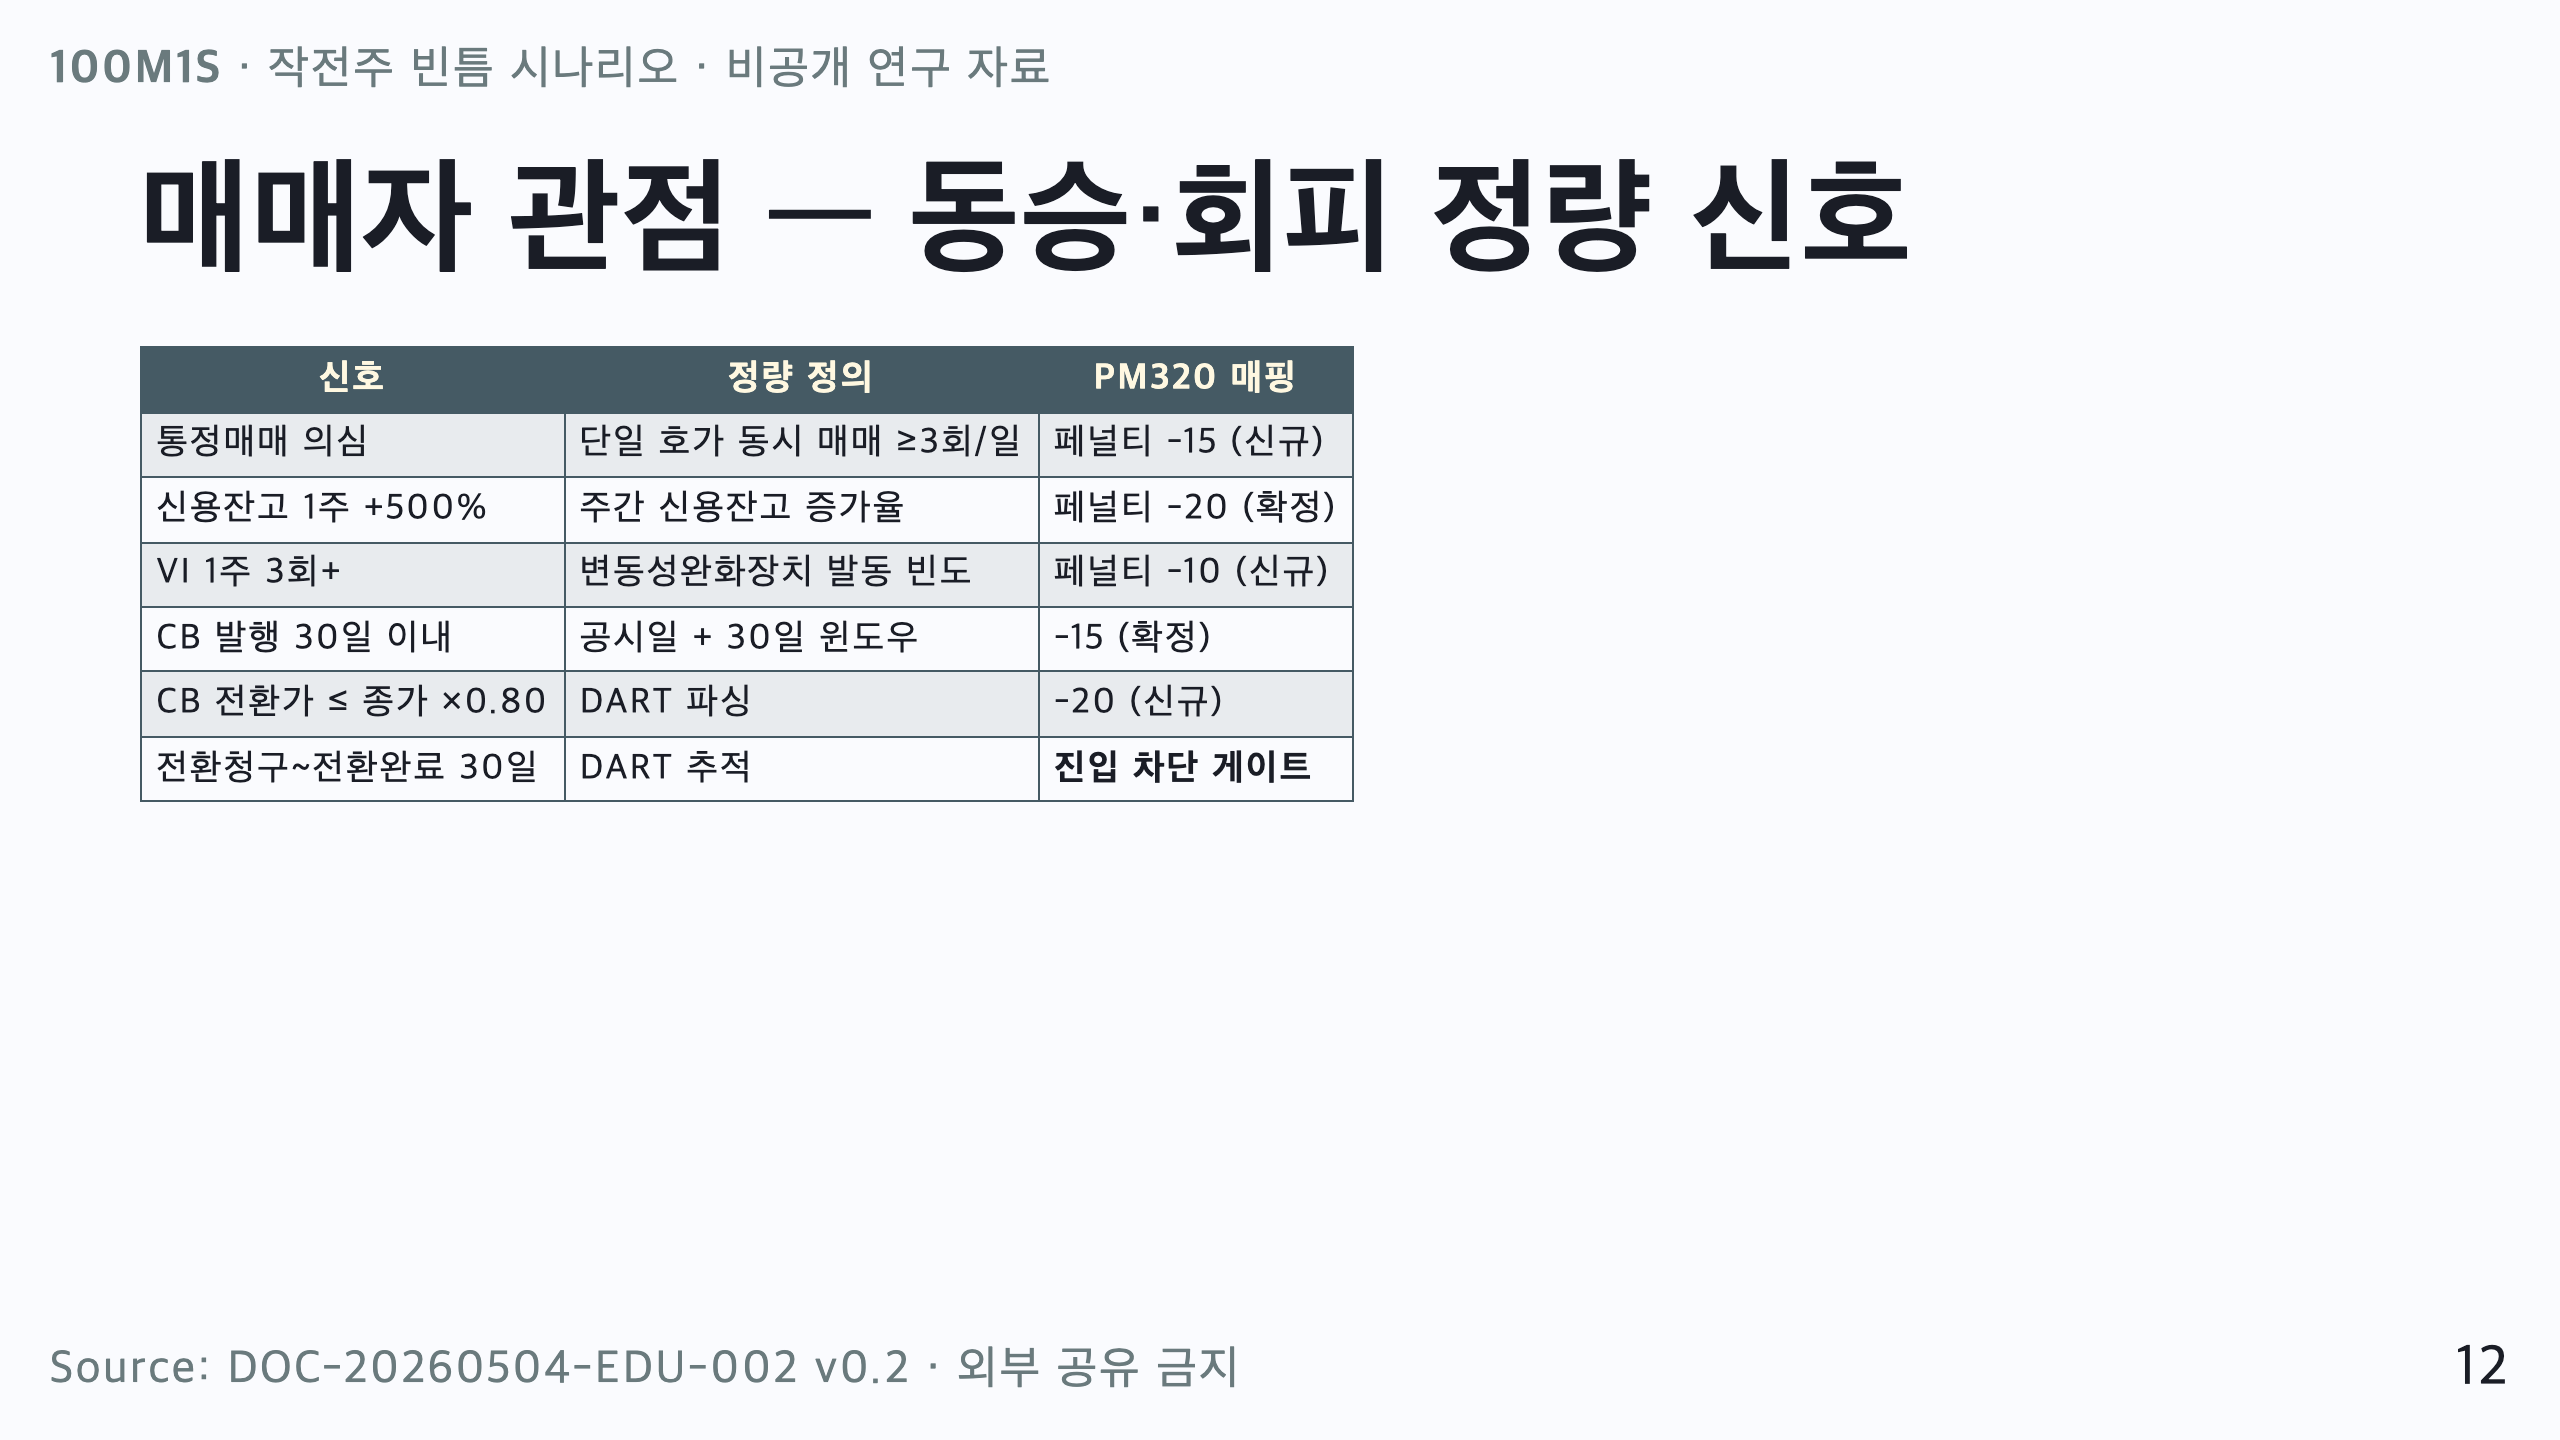 100M1S · 작전주 빈틈 시나리오 · 비공개 연구 자료
매매자 관점 — 동승·회피 정량 신호
신호 정량 정의 PM320 매핑
통정매매 의심 단일 호가 동시 매매 ≥3회/일 페널티 -15 (신규)
신용잔고 1주 +500% 주간 신용잔고 증가율 페널티 -20 (확정)
VI 1주 3회+ 변동성완화장치 발동 빈도 페널티 -10 (신규)
CB 발행 30일 이내 공시일 + 30일 윈도우 -15 (확정)
CB 전환가 ≤ 종가 ×0.80 DART 파싱 -20 (신규)
전환청구~전환완료 30일 DART 추적 진입 차단 게이트
Source: DOC-20260504-EDU-002 v0.2 · 외부 공유 금지
12